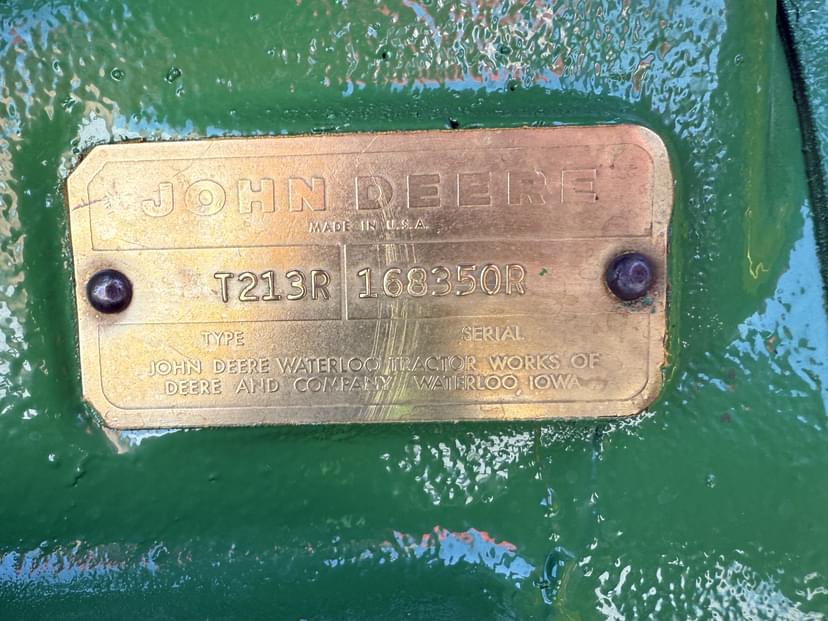 JOHN DEERE
MADE IN U.S.A.
T213R 168350R
TYPE SERIAL
JOHN DEERE WATERLOO TRACTOR WORKS OF
DEERE AND COMPANY WATERLOO, IOWA